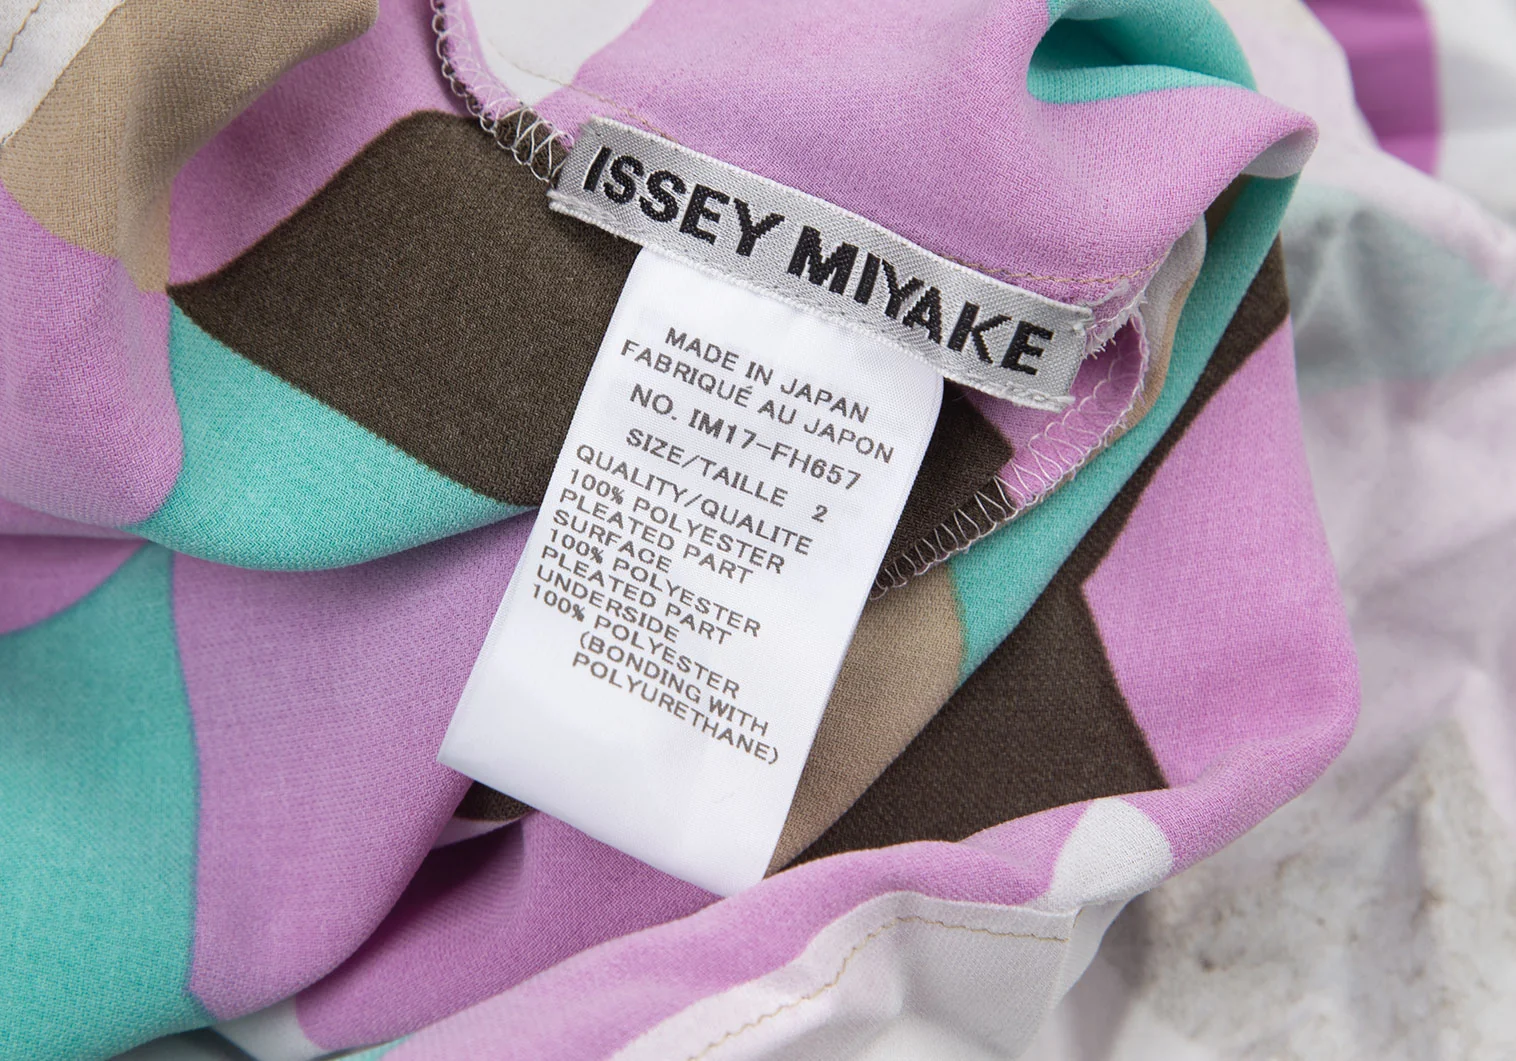 ISSEY MIYAKE
MADE IN JAPAN
FABRIQUÉ AU JAPON
NO. IM17-FH657
SIZE/TAILLE 2
QUALITY/QUALITE
100% POLYESTER
PLEATED PART
SURFACE
100% POLYESTER
PLEATED PART
UNDERSIDE
100% POLYESTER
(BONDING WITH
POLYURETHANE)